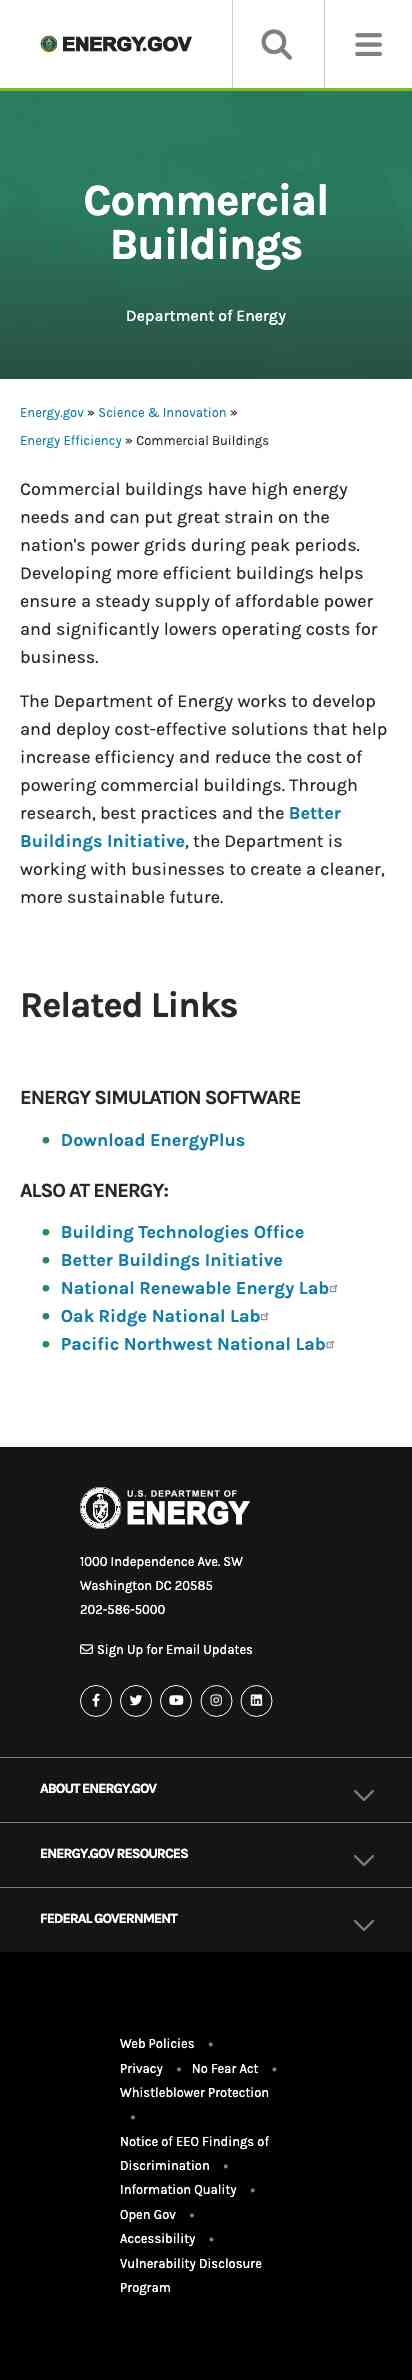 ENERGY.GOV
Commercial
Buildings
Department of Energy
Energy.gov » Science & Innovation »
Energy Efficiency » Commercial Buildings
Commercial buildings have high energy
needs and can put great strain on the
nation's power grids during peak periods.
Developing more efficient buildings helps
ensure a steady supply of affordable power
and significantly lowers operating costs for
business.
The Department of Energy works to develop
and deploy cost-effective solutions that help
increase efficiency and reduce the cost of
powering commercial buildings. Through
research, best practices and the Better
Buildings Initiative, the Department is
working with businesses to create a cleaner,
more sustainable future.
Related Links
ENERGY SIMULATION SOFTWARE
• Download EnergyPlus
ALSO AT ENERGY:
• Building Technologies Office
• Better Buildings Initiative
• National Renewable Energy Lab
• Oak Ridge National Lab
• Pacific Northwest National Lab
U.S. DEPARTMENT OF
ENERGY
1000 Independence Ave. SW
Washington DC 20585
202-586-5000
Sign Up for Email Updates
ABOUT ENERGY.GOV
ENERGY.GOV RESOURCES
FEDERAL GOVERNMENT
Web Policies •
Privacy • No Fear Act •
Whistleblower Protection
•
Notice of EEO Findings of
Discrimination •
Information Quality •
Open Gov •
Accessibility •
Vulnerability Disclosure
Program